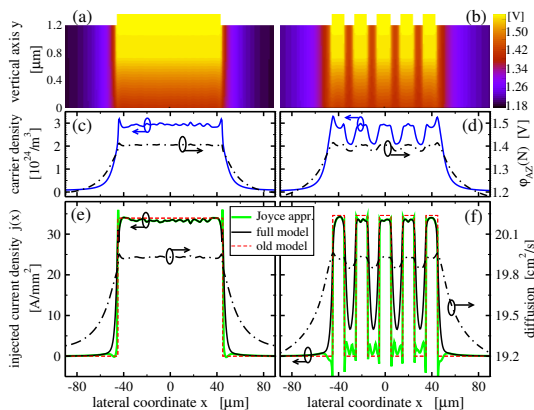 (a)
(b)
[V]
vertical axis y [μm]
1.2
0.8
0.4
0
1.50
1.42
1.34
1.26
1.18
(c)
(d)
carrier density [10^24/m^3]
3
2
1
0
φ_AZ(N) [V]
1.5
1.4
1.3
1.2
(e)
(f)
Joyce appr.
full model
old model
injected current density j(x) [A/mm^2]
30
20
10
0
diffusion [cm^2/s]
20.1
19.8
19.5
19.2
-80 -40 0 40 80
-80 -40 0 40 80
lateral coordinate x [μm]
lateral coordinate x [μm]